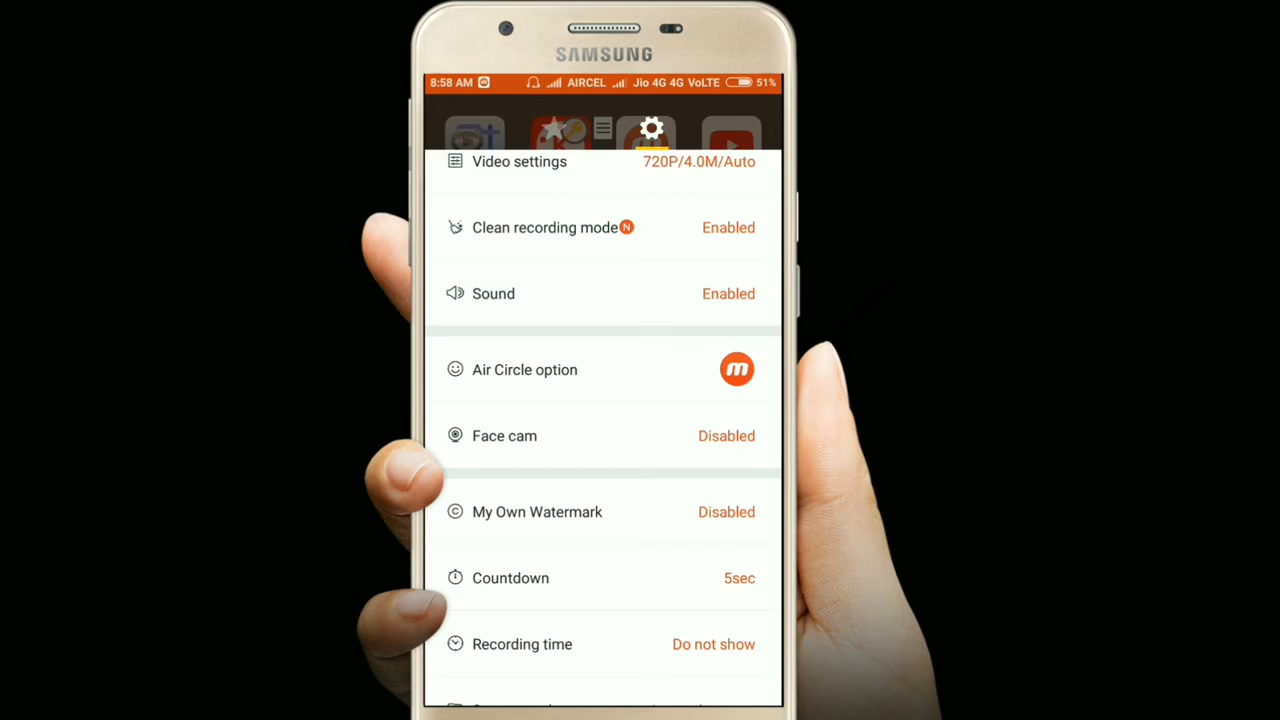 SAMSUNG
8:58 AM AIRCEL Jio 4G 4G VoLTE 51%
Video settings 720P/4.0M/Auto
Clean recording mode N Enabled
Sound Enabled
Air Circle option m
Face cam Disabled
My Own Watermark Disabled
Countdown 5sec
Recording time Do not show